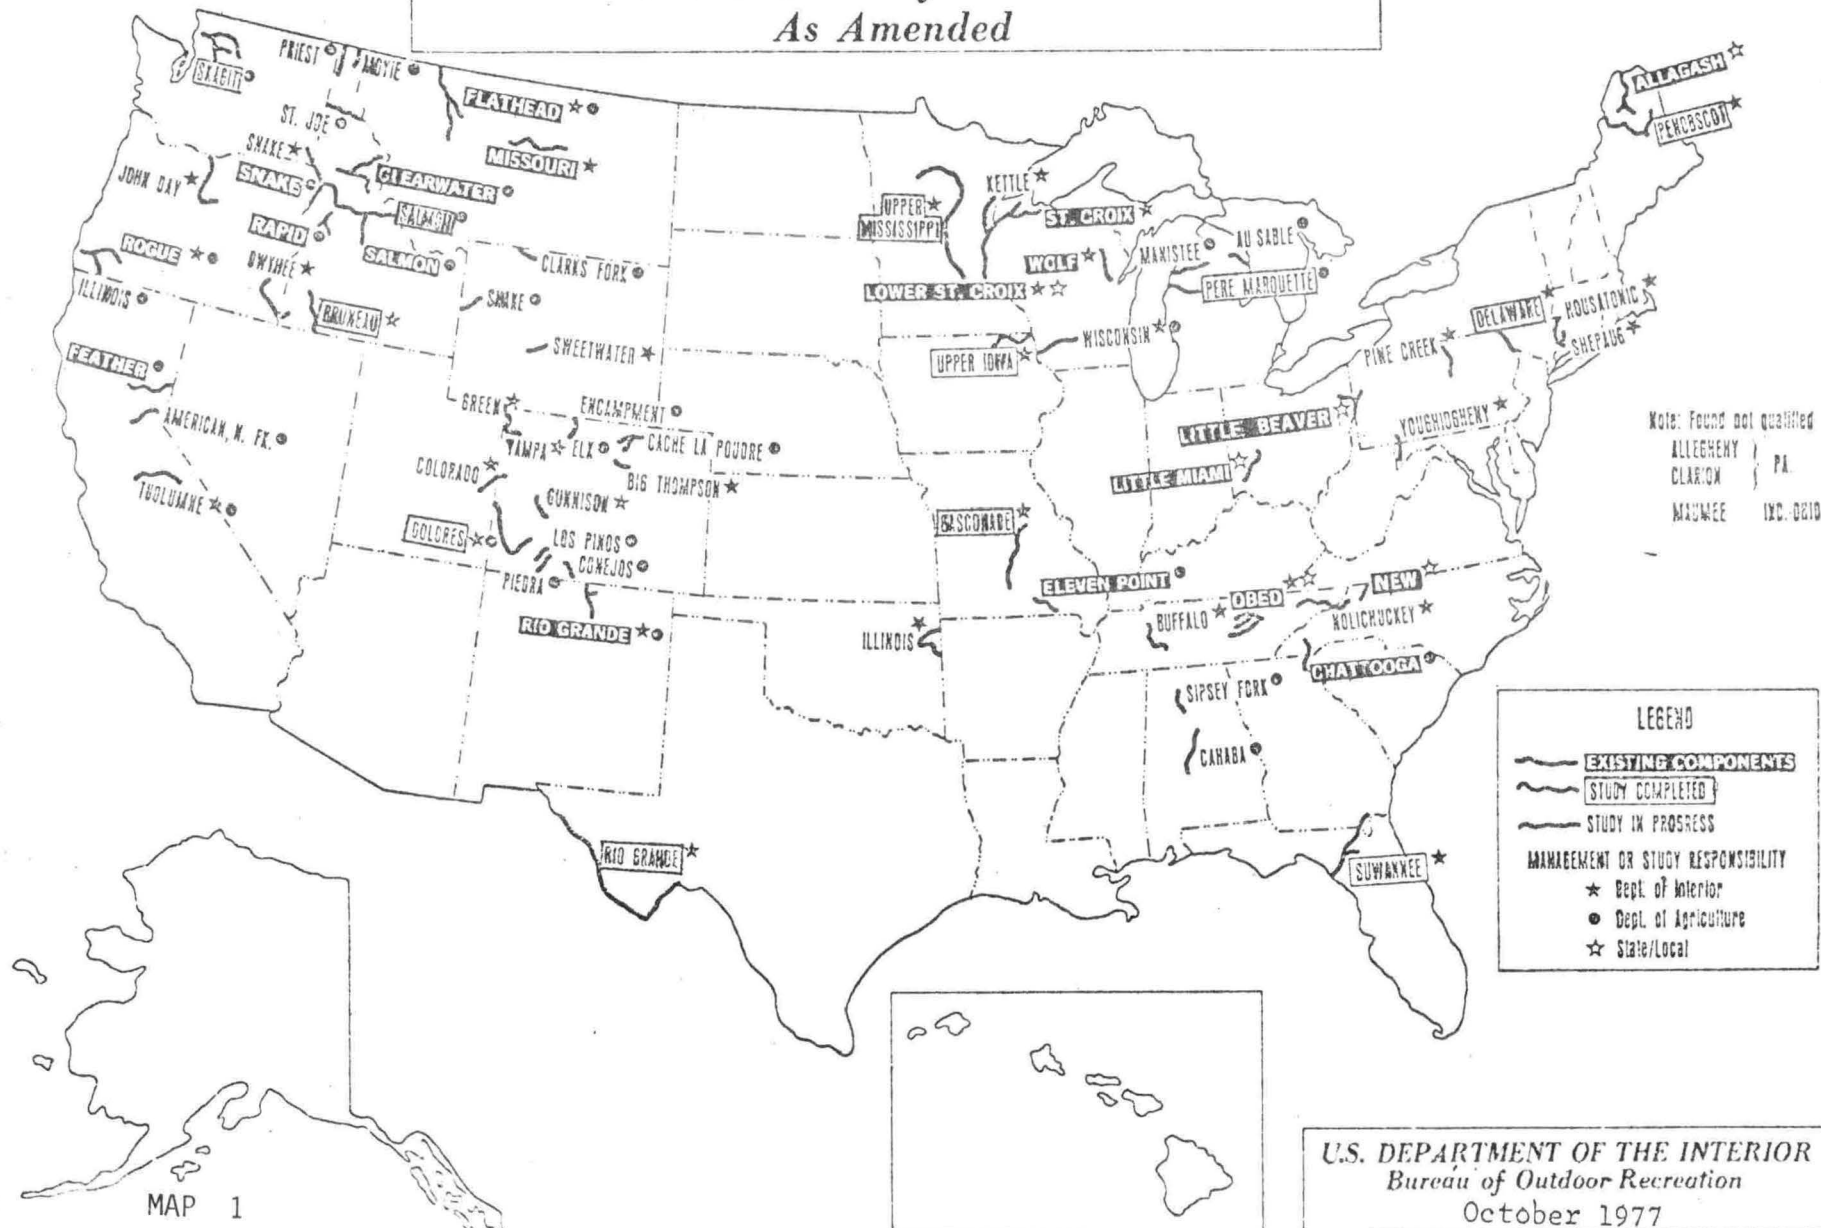 As Amended
PRIEST
MOYIE
SKAGIT
FLATHEAD
ST. JOE
SNAKE
MISSOURI
JOHN DAY
SNAKE
CLEARWATER
SALMON
RAPID
ROGUE
OWYHEE
SALMON
CLARKS FORK
ILLINOIS
SNAKE
BRUNEAU
SWEETWATER
FEATHER
GREEN
ENCAMPMENT
AMERICAN, N. FK.
YAMPA
ELK
CACHE LA POUDRE
COLORADO
BIG THOMPSON
TUOLUMNE
GUNNISON
DOLORES
LOS PINOS
CONEJOS
PIEDRA
RIO GRANDE
RIO GRANDE
UPPER
MISSISSIPPI
KETTLE
ST. CROIX
WOLF
LOWER ST. CROIX
MANISTEE
AU SABLE
PERE MARQUETTE
WISCONSIN
UPPER IOWA
LITTLE BEAVER
LITTLE MIAMI
GASCONADE
ELEVEN POINT
BUFFALO
OBED
NEW
NOLICHUCKEY
ILLINOIS
CHATTOOGA
SIPSEY FORK
CAHABA
SUWANNEE
ALLAGASH
PENOBSCOT
DELAWARE
HOUSATONIC
SHEPAUG
PINE CREEK
YOUGHIOGHENY
Note: Found not qualified
ALLEGHENY
CLARION
PA.
MAUMEE IND.-OHIO
LEGEND
EXISTING COMPONENTS
STUDY COMPLETED
STUDY IN PROGRESS
MANAGEMENT OR STUDY RESPONSIBILITY
★ Dept. of Interior
● Dept. of Agriculture
☆ State/Local
MAP 1
U.S. DEPARTMENT OF THE INTERIOR
Bureau of Outdoor Recreation
October 1977